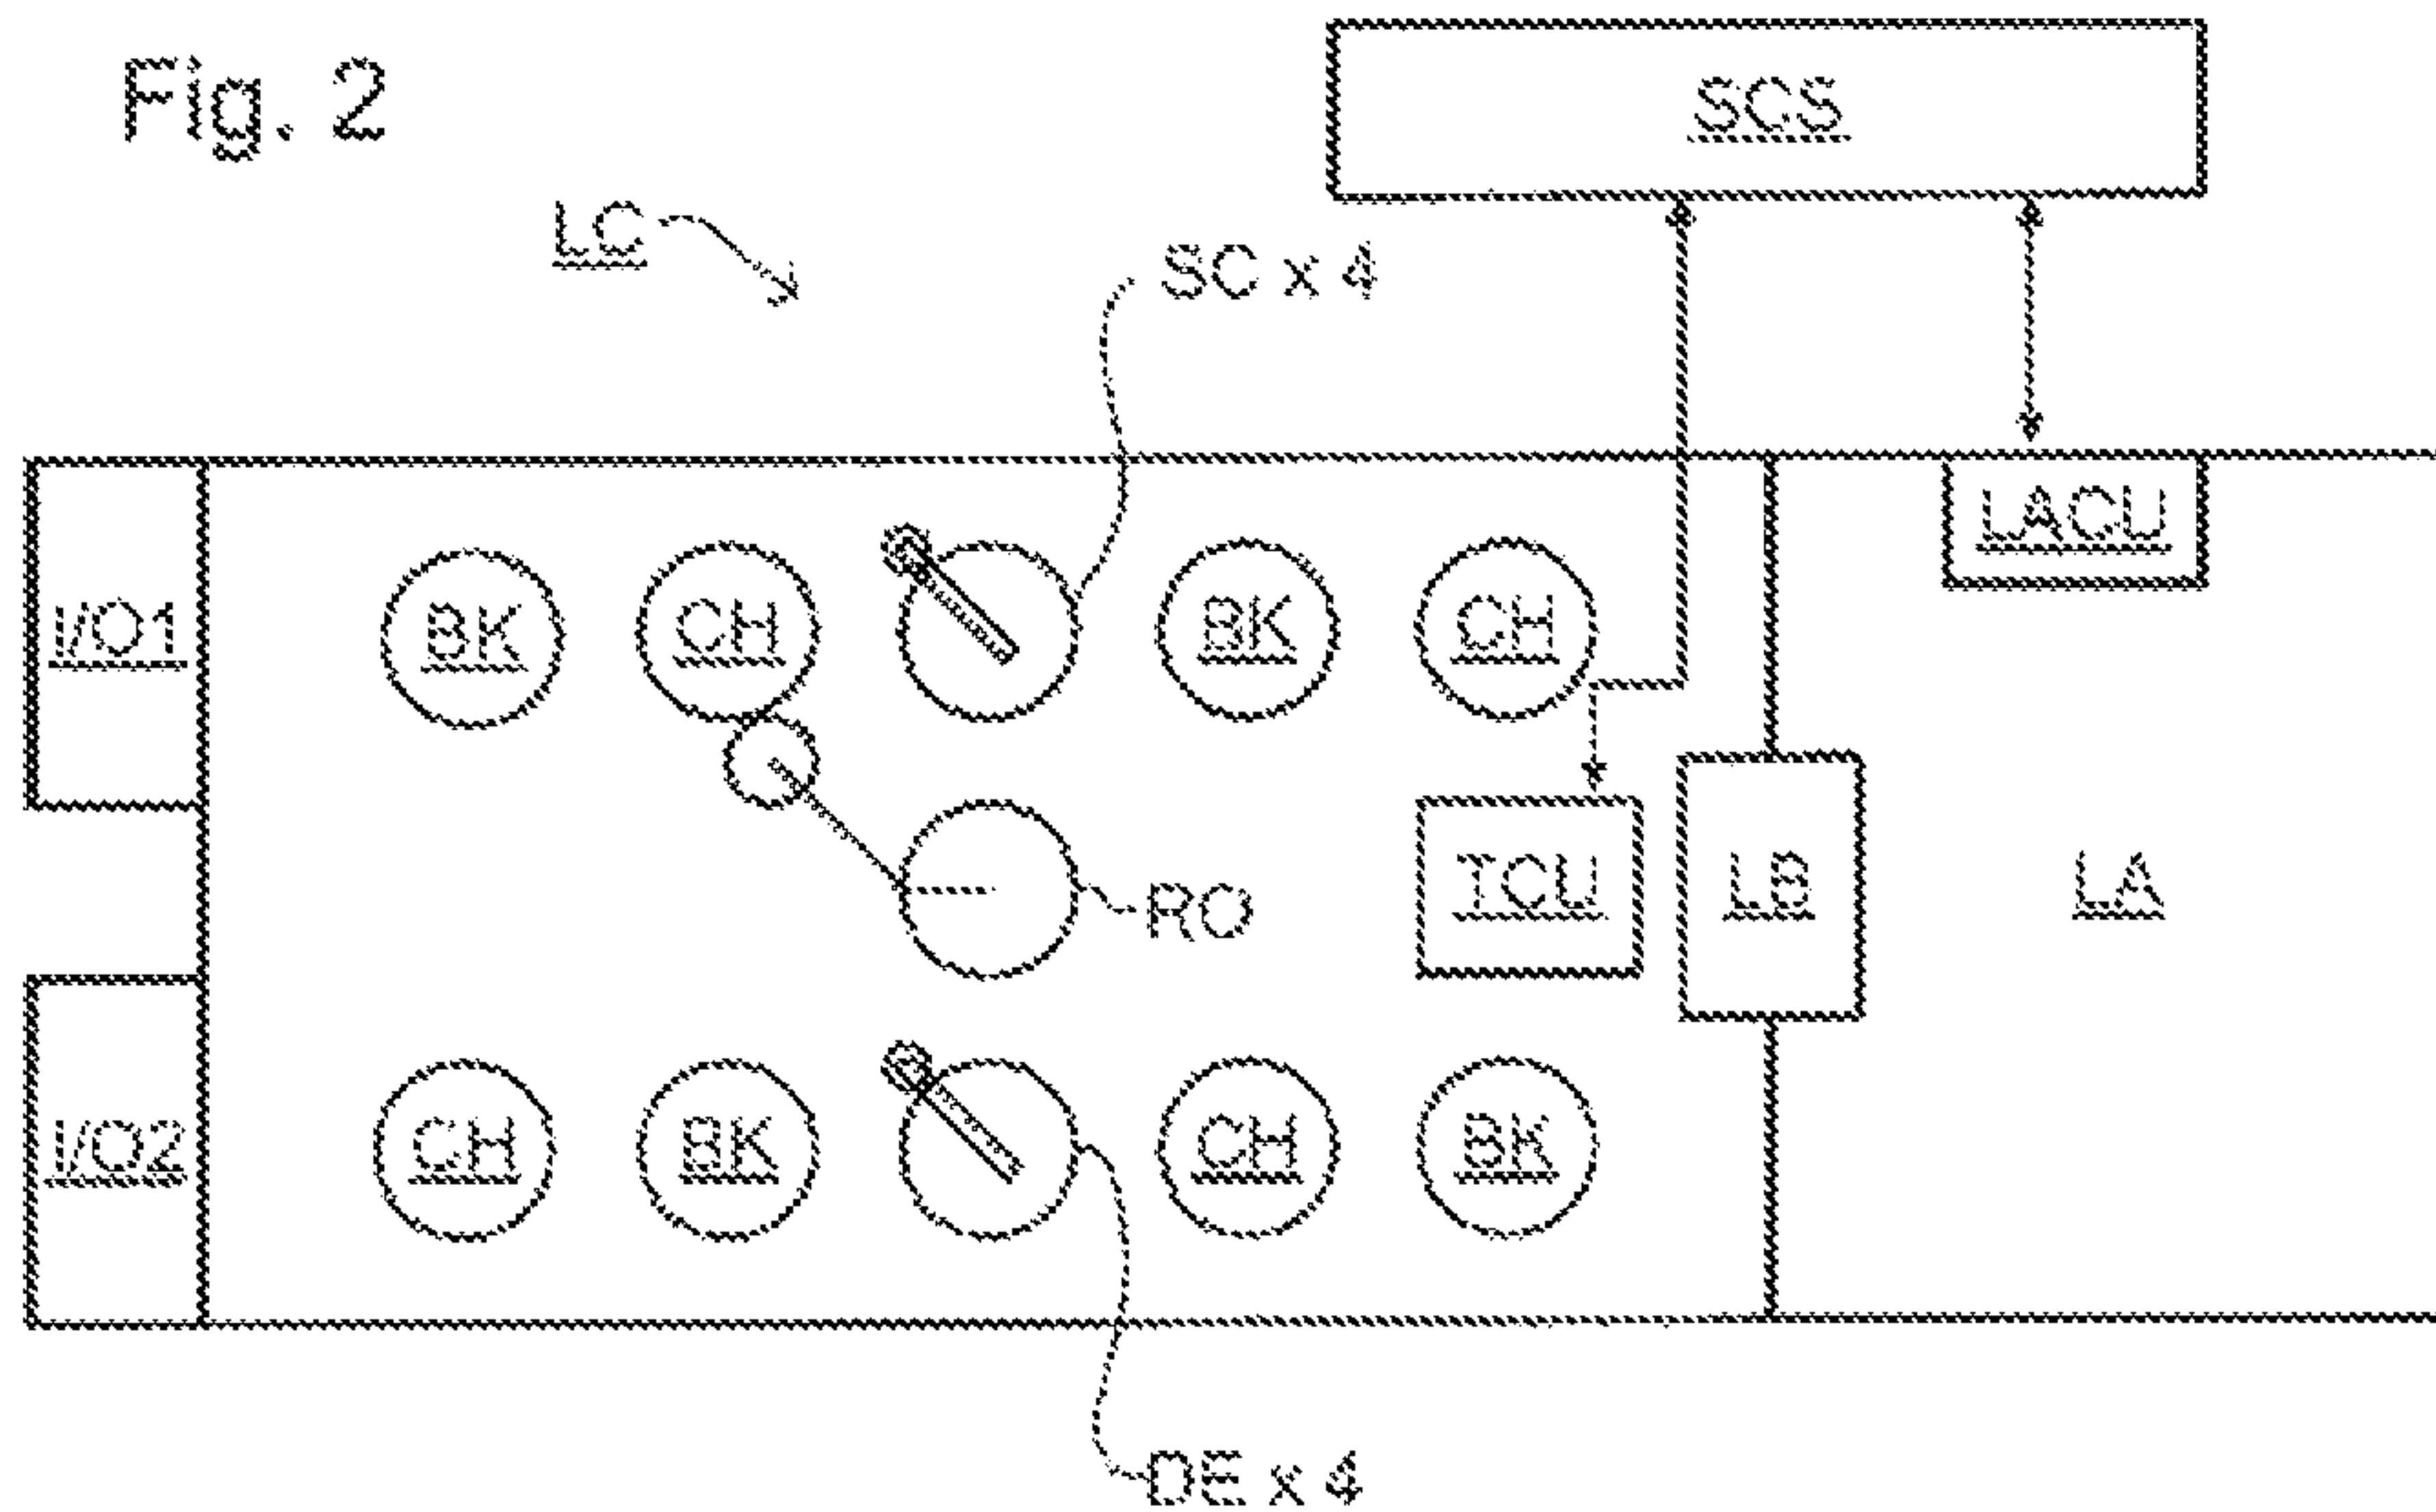 Fig. 2
SCS
LC
SC x 4
LACU
I/O1
BK
CH
BK
CH
RO
TCU
LB
LA
I/O2
CH
BK
CH
BK
DE x 4